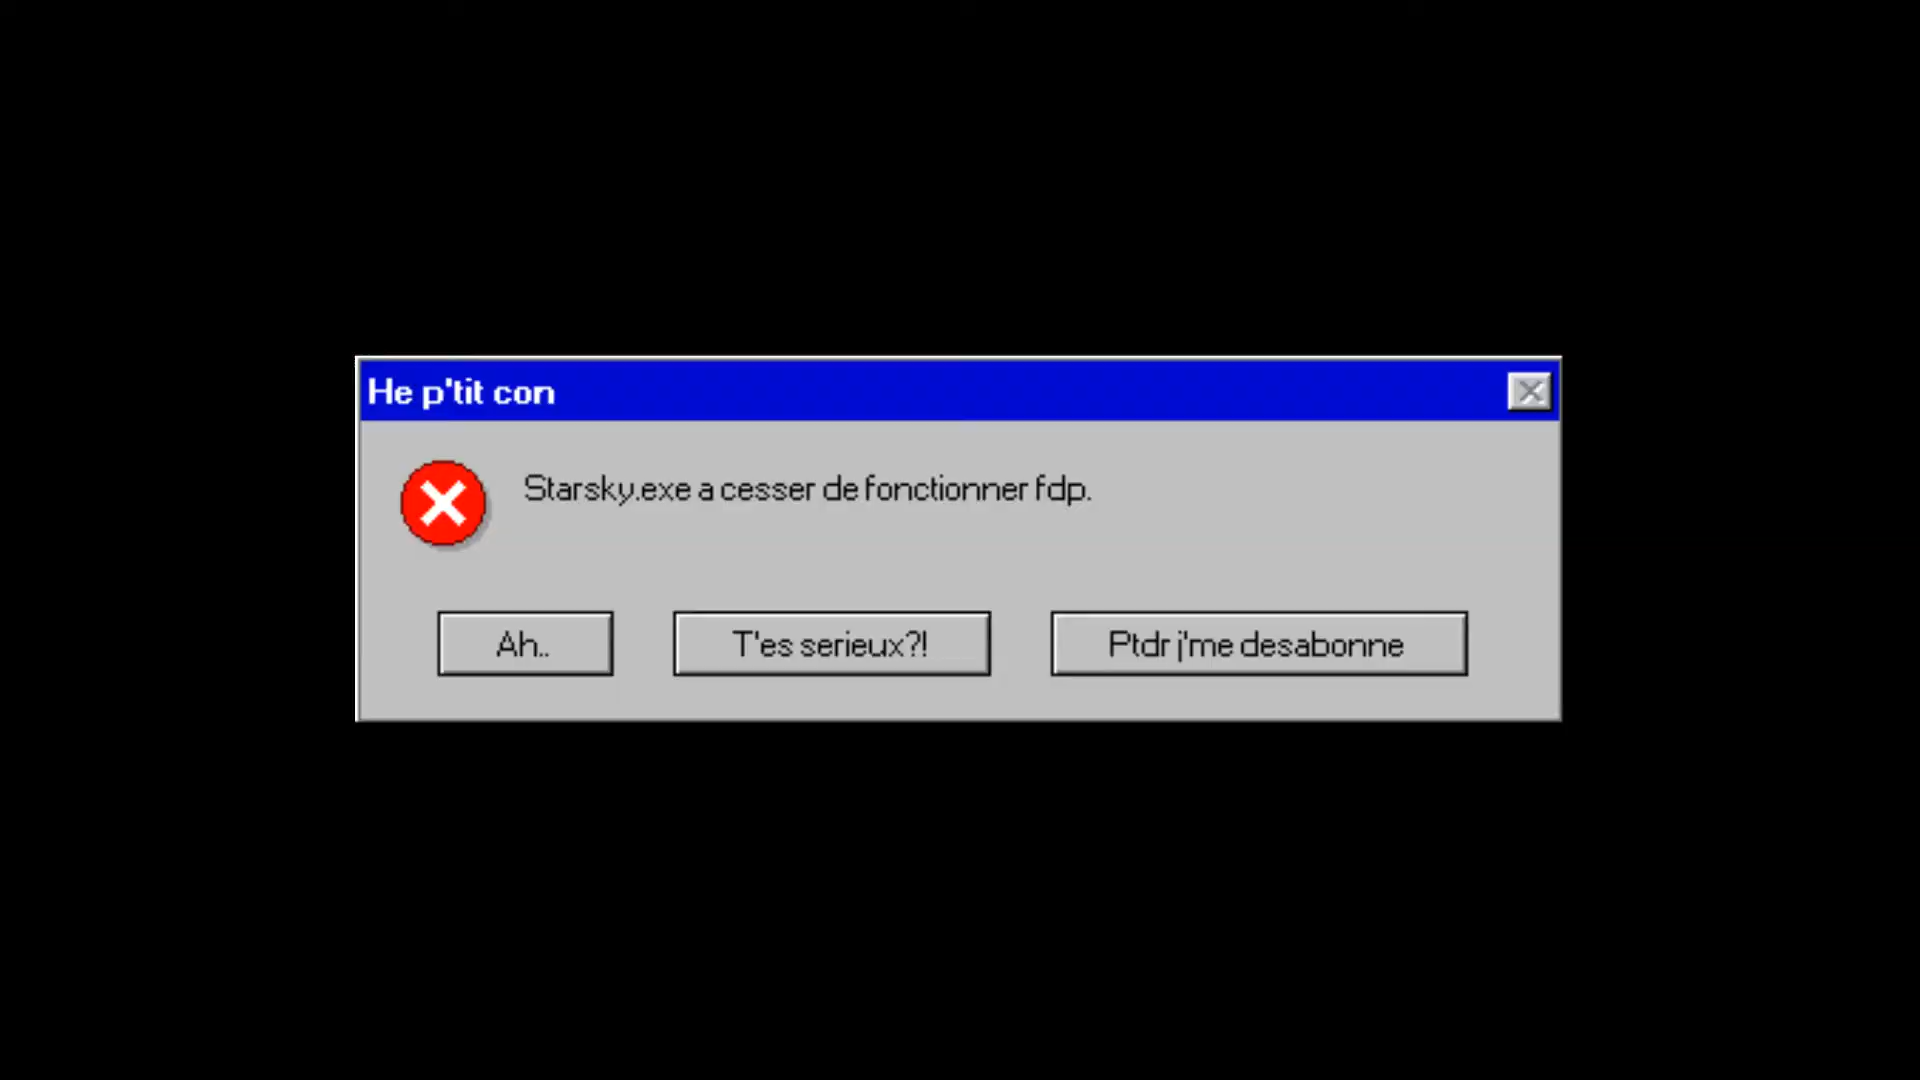 He p'tit con
Starsky.exe a cesser de fonctionner fdp.
Ah..
T'es serieux?!
Ptdr j'me desabonne